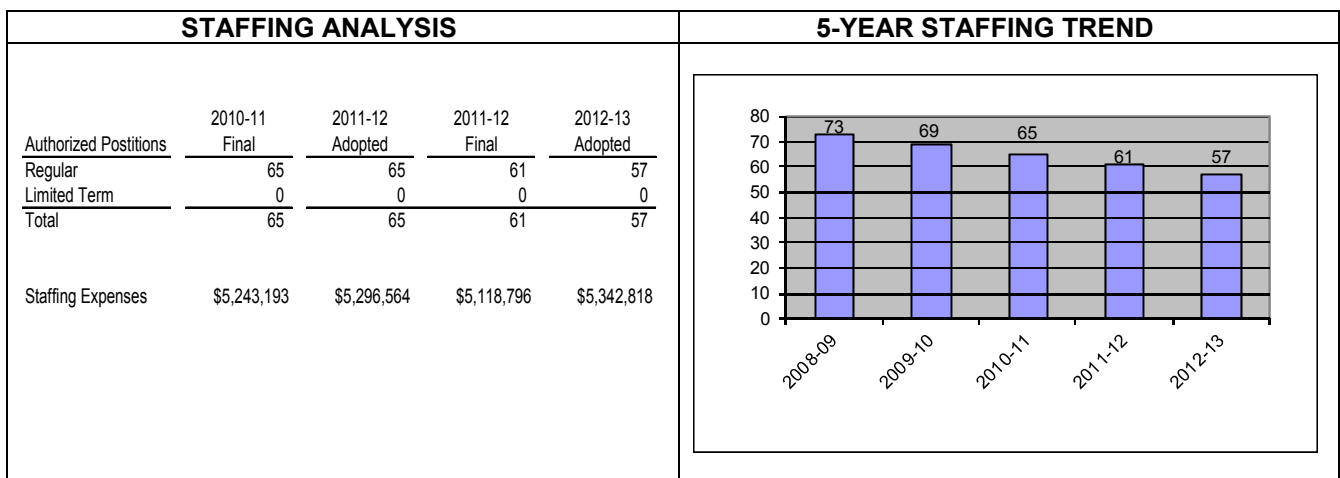 STAFFING ANALYSIS
2010-11 2011-12 2011-12 2012-13
Authorized Postitions Final Adopted Final Adopted
Regular 65 65 61 57
Limited Term 0 0 0 0
Total 65 65 61 57
Staffing Expenses $5,243,193 $5,296,564 $5,118,796 $5,342,818
5-YEAR STAFFING TREND
80
70
60
50
40
30
20
10
0
73 69 65 61 57
2008-09 2009-10 2010-11 2011-12 2012-13